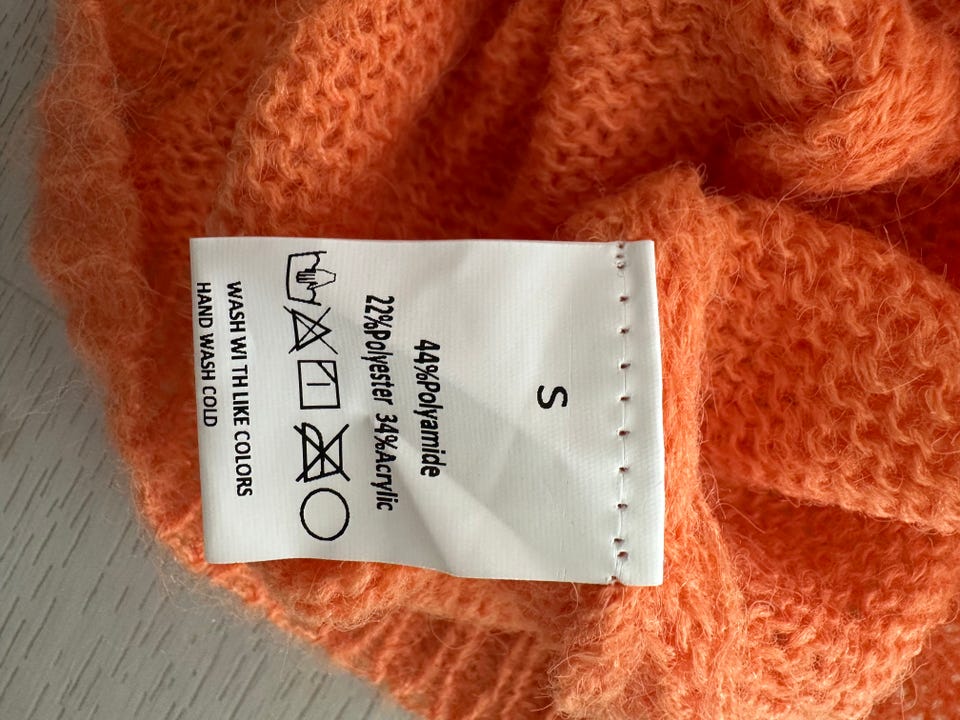 S
44%Polyamide
22%Polyester 34%Acrylic
WASH WI TH LIKE COLORS
HAND WASH COLD